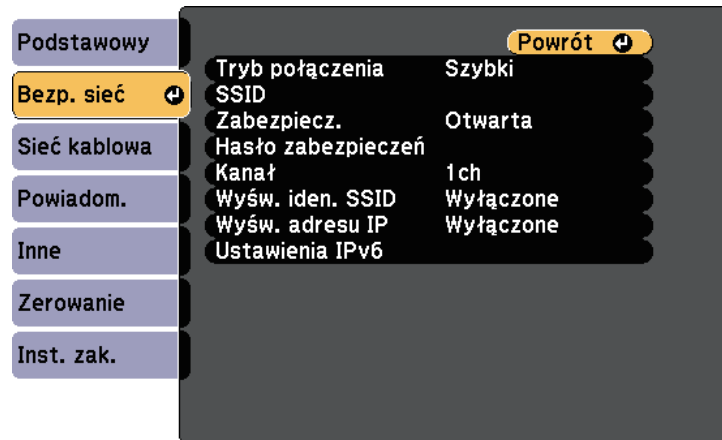 Podstawowy
Bezp. sieć
Sieć kablowa
Powiadom.
Inne
Zerowanie
Inst. zak.
Powrót
Tryb połączenia Szybki
SSID
Zabezpiecz. Otwarta
Hasło zabezpieczeń
Kanał 1ch
Wyśw. iden. SSID Wyłączone
Wyśw. adresu IP Wyłączone
Ustawienia IPv6